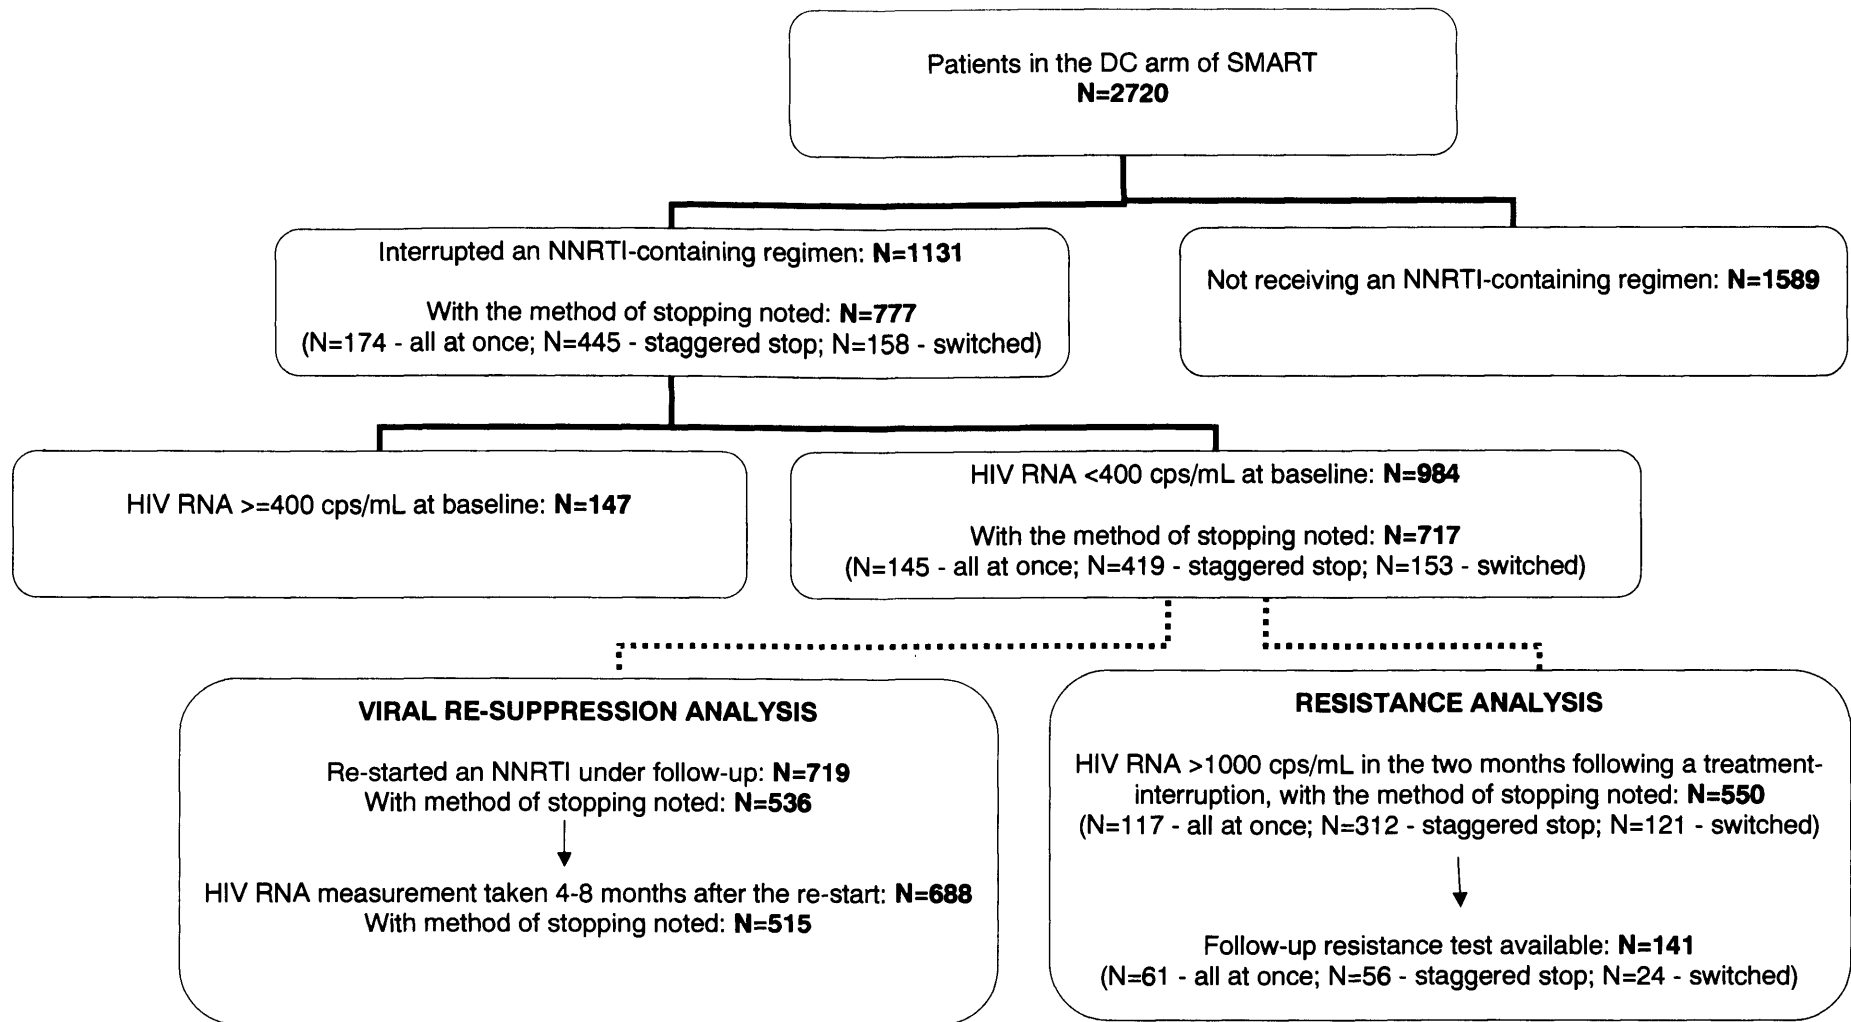 Patients in the DC arm of SMART
N=2720
Interrupted an NNRTI-containing regimen: N=1131
With the method of stopping noted: N=777
(N=174 - all at once; N=445 - staggered stop; N=158 - switched)
Not receiving an NNRTI-containing regimen: N=1589
HIV RNA >=400 cps/mL at baseline: N=147
HIV RNA <400 cps/mL at baseline: N=984
With the method of stopping noted: N=717
(N=145 - all at once; N=419 - staggered stop; N=153 - switched)
VIRAL RE-SUPPRESSION ANALYSIS
Re-started an NNRTI under follow-up: N=719
With method of stopping noted: N=536
HIV RNA measurement taken 4-8 months after the re-start: N=688
With method of stopping noted: N=515
RESISTANCE ANALYSIS
HIV RNA >1000 cps/mL in the two months following a treatment-
interruption, with the method of stopping noted: N=550
(N=117 - all at once; N=312 - staggered stop; N=121 - switched)
Follow-up resistance test available: N=141
(N=61 - all at once; N=56 - staggered stop; N=24 - switched)